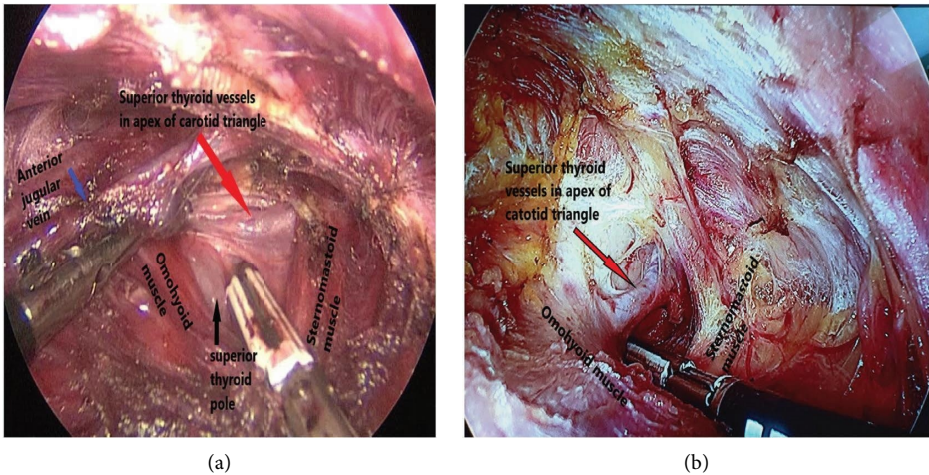 Superior thyroid vessels
in apex of carotid triangle
Anterior
jugular
vein
Omohyoid
muscle
Sternomastoid
muscle
superior
thyroid
pole
(a)
Superior thyroid
vessels in apex of
catotid triangle
Omohyoid muscle
Sternomastoid
muscle
(b)